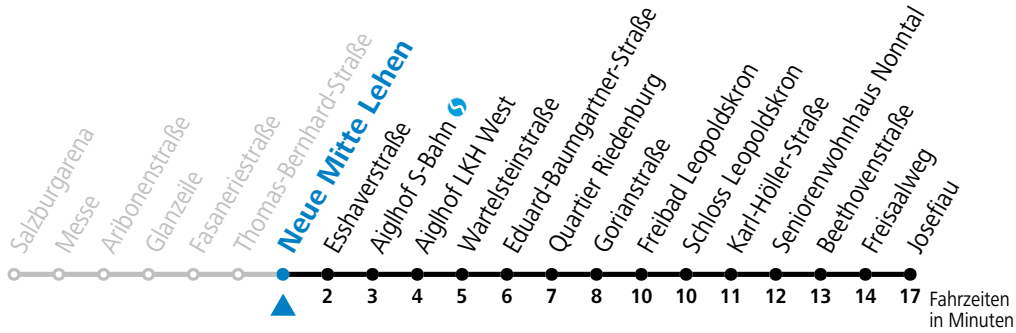 Salzburgarena
Messe
Aribonenstraße
Glanzeile
Fasaneriestraße
Thomas-Bernhard-Straße
Neue Mitte Lehen
Esshaverstraße
Aiglhof S-Bahn
Aiglhof LKH West
Wartelsteinstraße
Eduard-Baumgartner-Straße
Quartier Riedenburg
Gorianstraße
Freibad Leopoldskron
Schloss Leopoldskron
Karl-Höller-Straße
Seniorenwohnhaus Nonntal
Beethovenstraße
Freisaalweg
Josefiau
2 3 4 5 6 7 8 10 10 11 12 13 14 17
Fahrzeiten
in Minuten